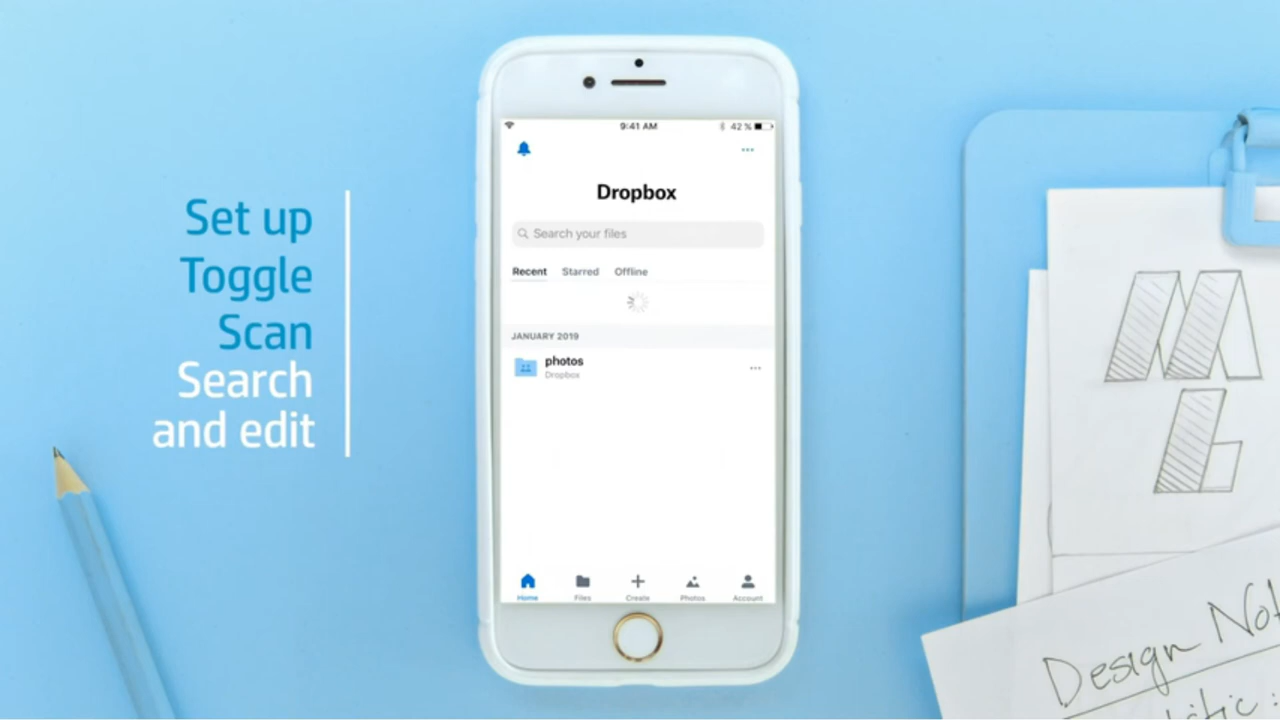 Set up
Toggle
Scan
Search
and edit
9:41 AM
42 %
Dropbox
Search your files
Recent Starred Offline
JANUARY 2019
photos
Dropbox
Home Files Create Photos Account
Design Not